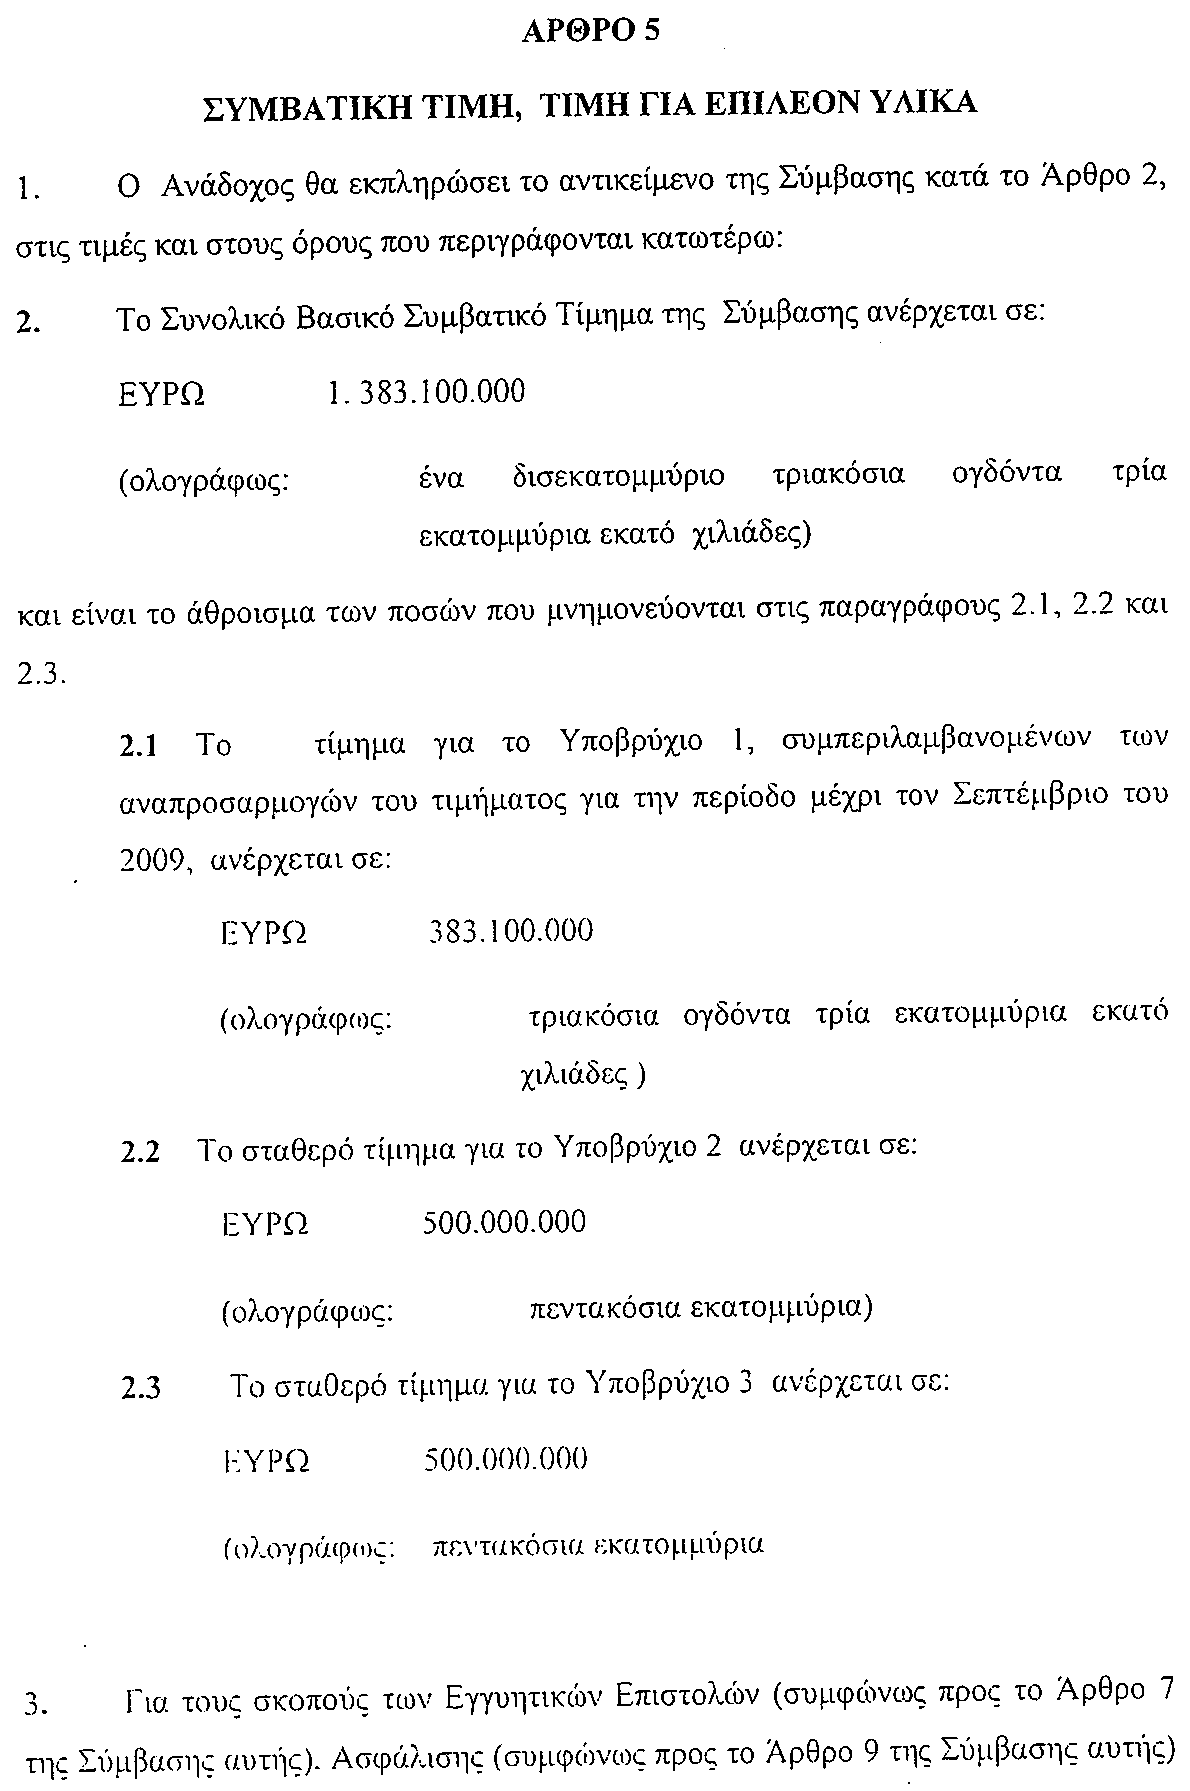 ΑΡΘΡΟ 5
ΣΥΜΒΑΤΙΚΗ ΤΙΜΗ, ΤΙΜΗ ΓΙΑ ΕΠΙΛΕΟΝ ΥΛΙΚΑ
1. Ο Ανάδοχος θα εκπληρώσει το αντικείμενο της Σύμβασης κατά το Άρθρο 2,
στις τιμές και στους όρους που περιγράφονται κατωτέρω:
2. Το Συνολικό Βασικό Συμβατικό Τίμημα της Σύμβασης ανέρχεται σε:
ΕΥΡΩ 1. 383.100.000
(ολογράφως: ένα δισεκατομμύριο τριακόσια ογδόντα τρία
εκατομμύρια εκατό χιλιάδες)
και είναι το άθροισμα των ποσών που μνημονεύονται στις παραγράφους 2.1, 2.2 και
2.3.
2.1 Το τίμημα για το Υποβρύχιο 1, συμπεριλαμβανομένων των
αναπροσαρμογών του τιμήματος για την περίοδο μέχρι τον Σεπτέμβριο του
2009, ανέρχεται σε:
ΕΥΡΩ 383.100.000
(ολογράφως: τριακόσια ογδόντα τρία εκατομμύρια εκατό
χιλιάδες )
2.2 Το σταθερό τίμημα για το Υποβρύχιο 2 ανέρχεται σε:
ΕΥΡΩ 500.000.000
(ολογράφως: πεντακόσια εκατομμύρια)
2.3 Το σταθερό τίμημα για το Υποβρύχιο 3 ανέρχεται σε:
ΕΥΡΩ 500.000.000
(ολογράφως: πεντακόσια εκατομμύρια
3. Για τους σκοπούς των Εγγυητικών Επιστολών (συμφώνως προς το Άρθρο 7
της Σύμβασης αυτής). Ασφάλισης (συμφώνως προς το Άρθρο 9 της Σύμβασης αυτής)